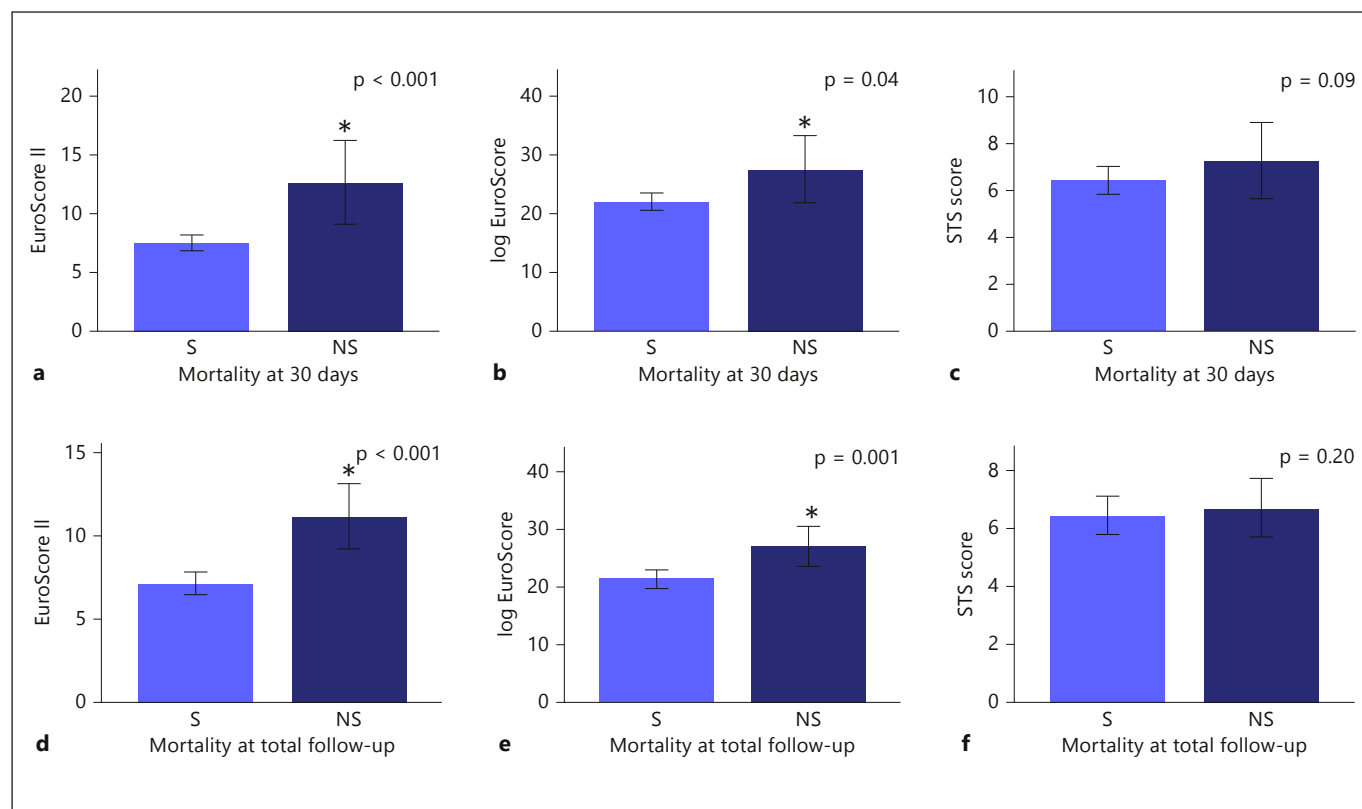 p < 0.001
20
15
10
5
0
EuroScore II
*
S
NS
a
Mortality at 30 days
p = 0.04
40
30
20
10
0
log EuroScore
*
S
NS
b
Mortality at 30 days
p = 0.09
10
8
6
4
2
0
STS score
S
NS
c
Mortality at 30 days
p < 0.001
15
10
5
0
EuroScore II
*
S
NS
d
Mortality at total follow-up
p = 0.001
40
30
20
10
0
log EuroScore
*
S
NS
e
Mortality at total follow-up
p = 0.20
8
6
4
2
0
STS score
S
NS
f
Mortality at total follow-up